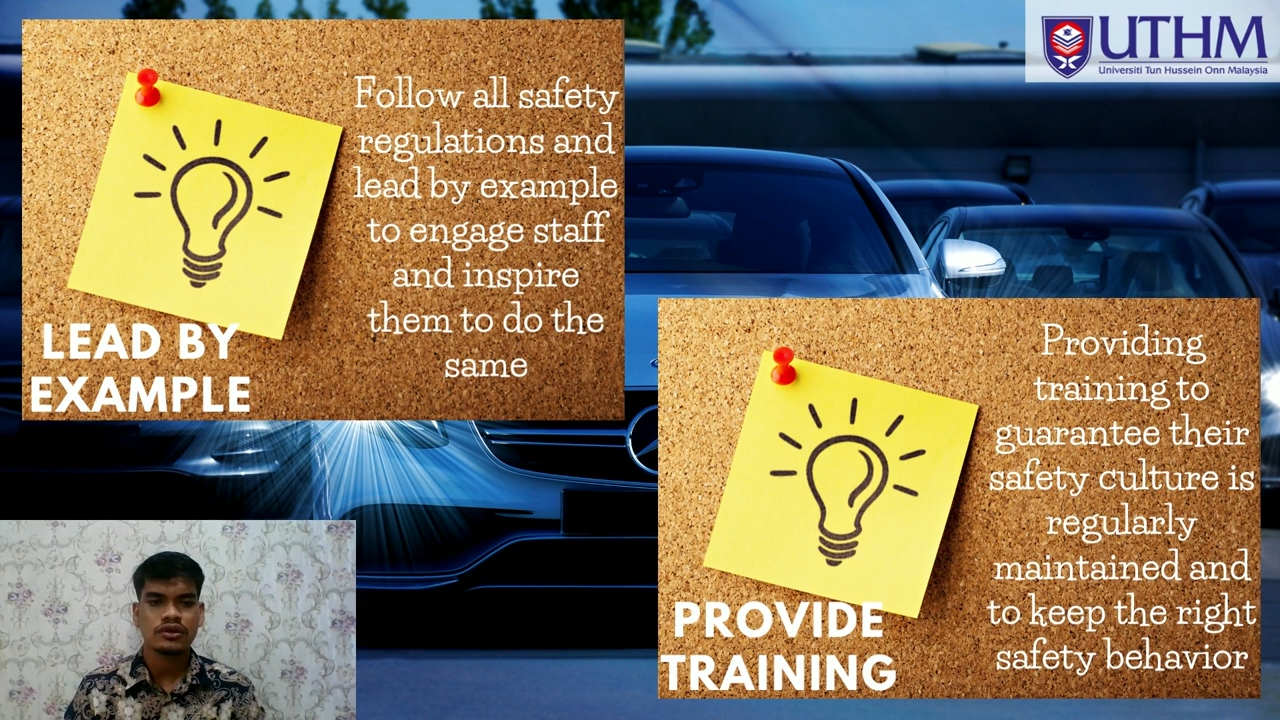 UTHM
Universiti Tun Hussein Onn Malaysia
Follow all safety
regulations and
lead by example
to engage staff
and inspire
them to do the
same
LEAD BY
EXAMPLE
Providing
training to
guarantee their
safety culture is
regularly
maintained and
to keep the right
safety behavior
PROVIDE
TRAINING